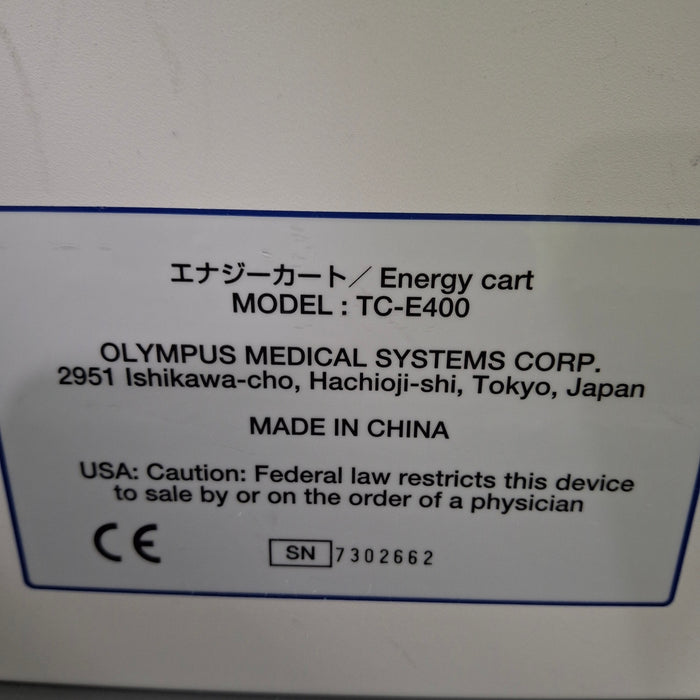 エナジーカート／ Energy cart
MODEL : TC-E400
OLYMPUS MEDICAL SYSTEMS CORP.
2951 Ishikawa-cho, Hachioji-shi, Tokyo, Japan
MADE IN CHINA
USA: Caution: Federal law restricts this device
to sale by or on the order of a physician
CE SN 7302662